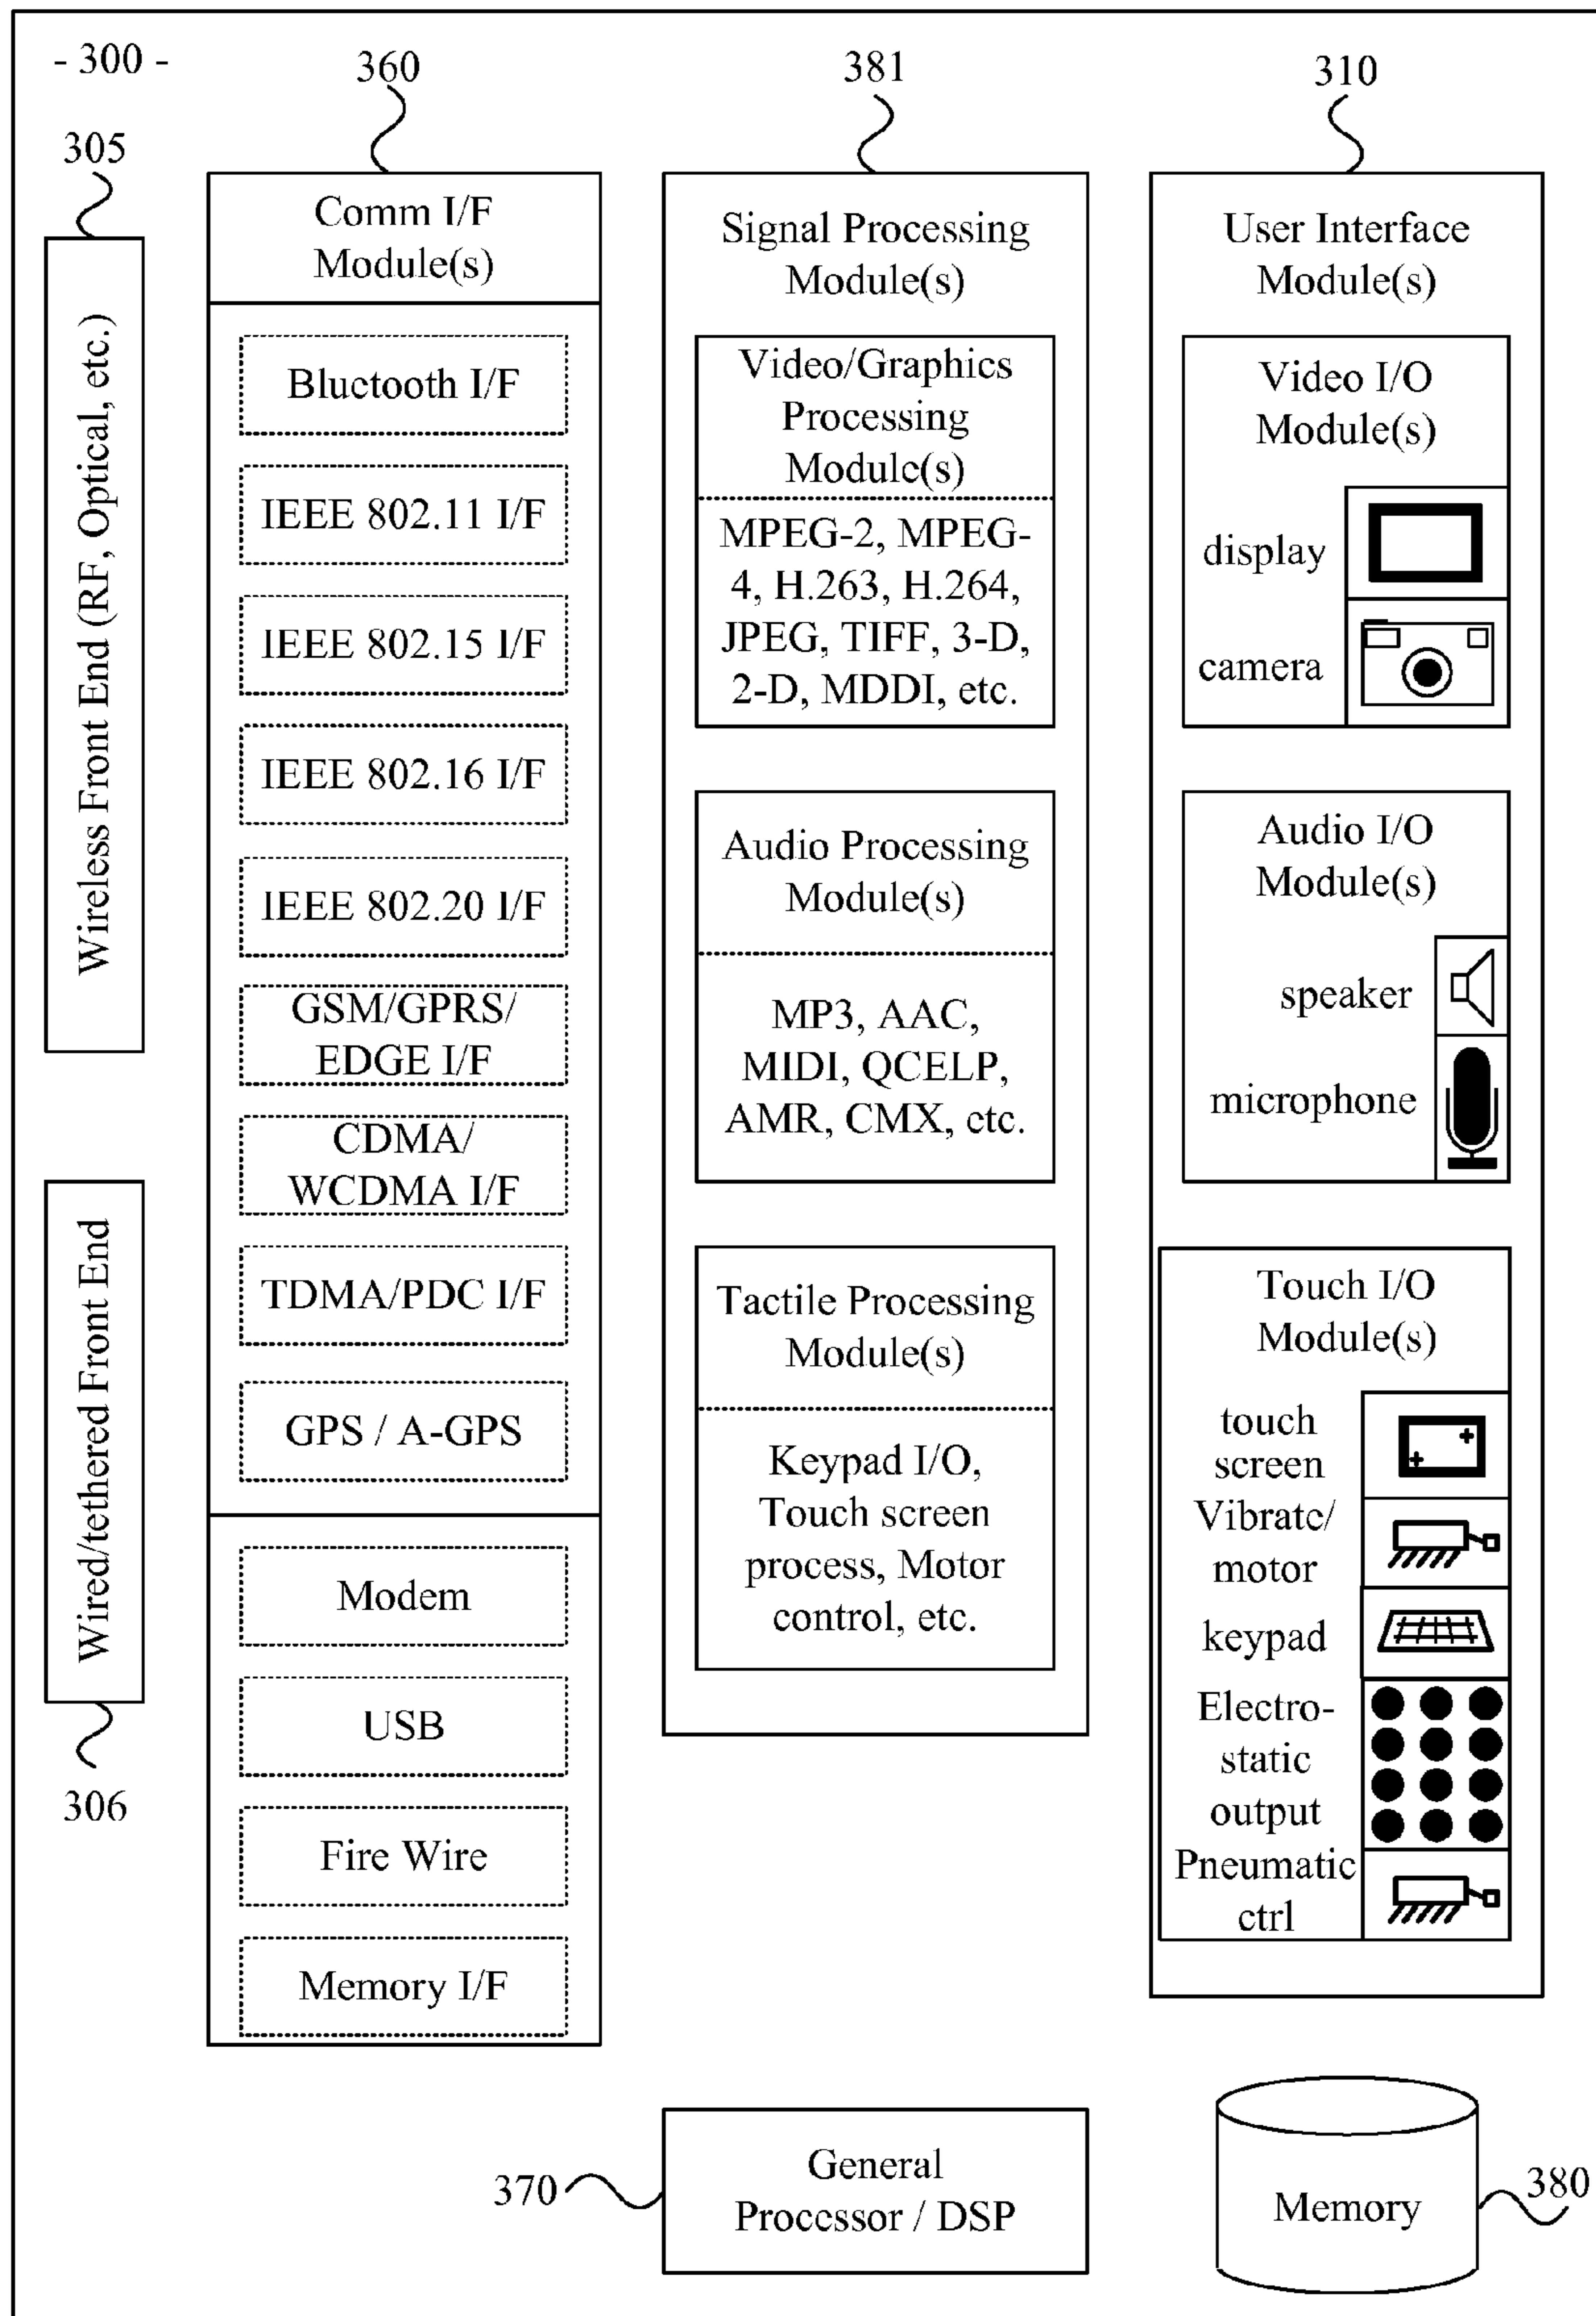 - 300 -
360
381
310
305
Wireless Front End (RF, Optical, etc.)
Wired/tethered Front End
306
Comm I/F
Module(s)
Bluetooth I/F
IEEE 802.11 I/F
IEEE 802.15 I/F
IEEE 802.16 I/F
IEEE 802.20 I/F
GSM/GPRS/
EDGE I/F
CDMA/
WCDMA I/F
TDMA/PDC I/F
GPS / A-GPS
Modem
USB
Fire Wire
Memory I/F
Signal Processing
Module(s)
Video/Graphics
Processing
Module(s)
MPEG-2, MPEG-
4, H.263, H.264,
JPEG, TIFF, 3-D,
2-D, MDDI, etc.
Audio Processing
Module(s)
MP3, AAC,
MIDI, QCELP,
AMR, CMX, etc.
Tactile Processing
Module(s)
Keypad I/O,
Touch screen
process, Motor
control, etc.
User Interface
Module(s)
Video I/O
Module(s)
display
camera
Audio I/O
Module(s)
speaker
microphone
Touch I/O
Module(s)
touch
screen
Vibrate/
motor
keypad
Electro-
static
output
Pneumatic
ctrl
370
General
Processor / DSP
Memory
380